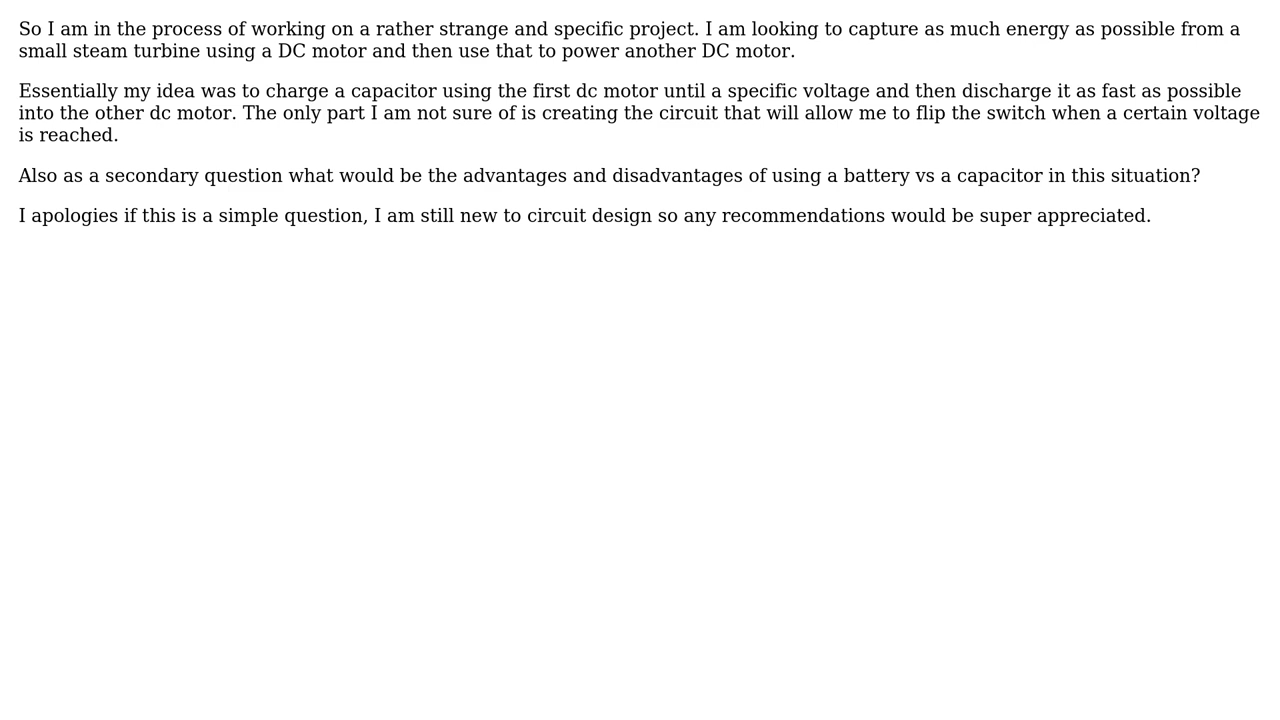 So I am in the process of working on a rather strange and specific project. I am looking to capture as much energy as possible from a
small steam turbine using a DC motor and then use that to power another DC motor.
Essentially my idea was to charge a capacitor using the first dc motor until a specific voltage and then discharge it as fast as possible
into the other dc motor. The only part I am not sure of is creating the circuit that will allow me to flip the switch when a certain voltage
is reached.
Also as a secondary question what would be the advantages and disadvantages of using a battery vs a capacitor in this situation?
I apologies if this is a simple question, I am still new to circuit design so any recommendations would be super appreciated.